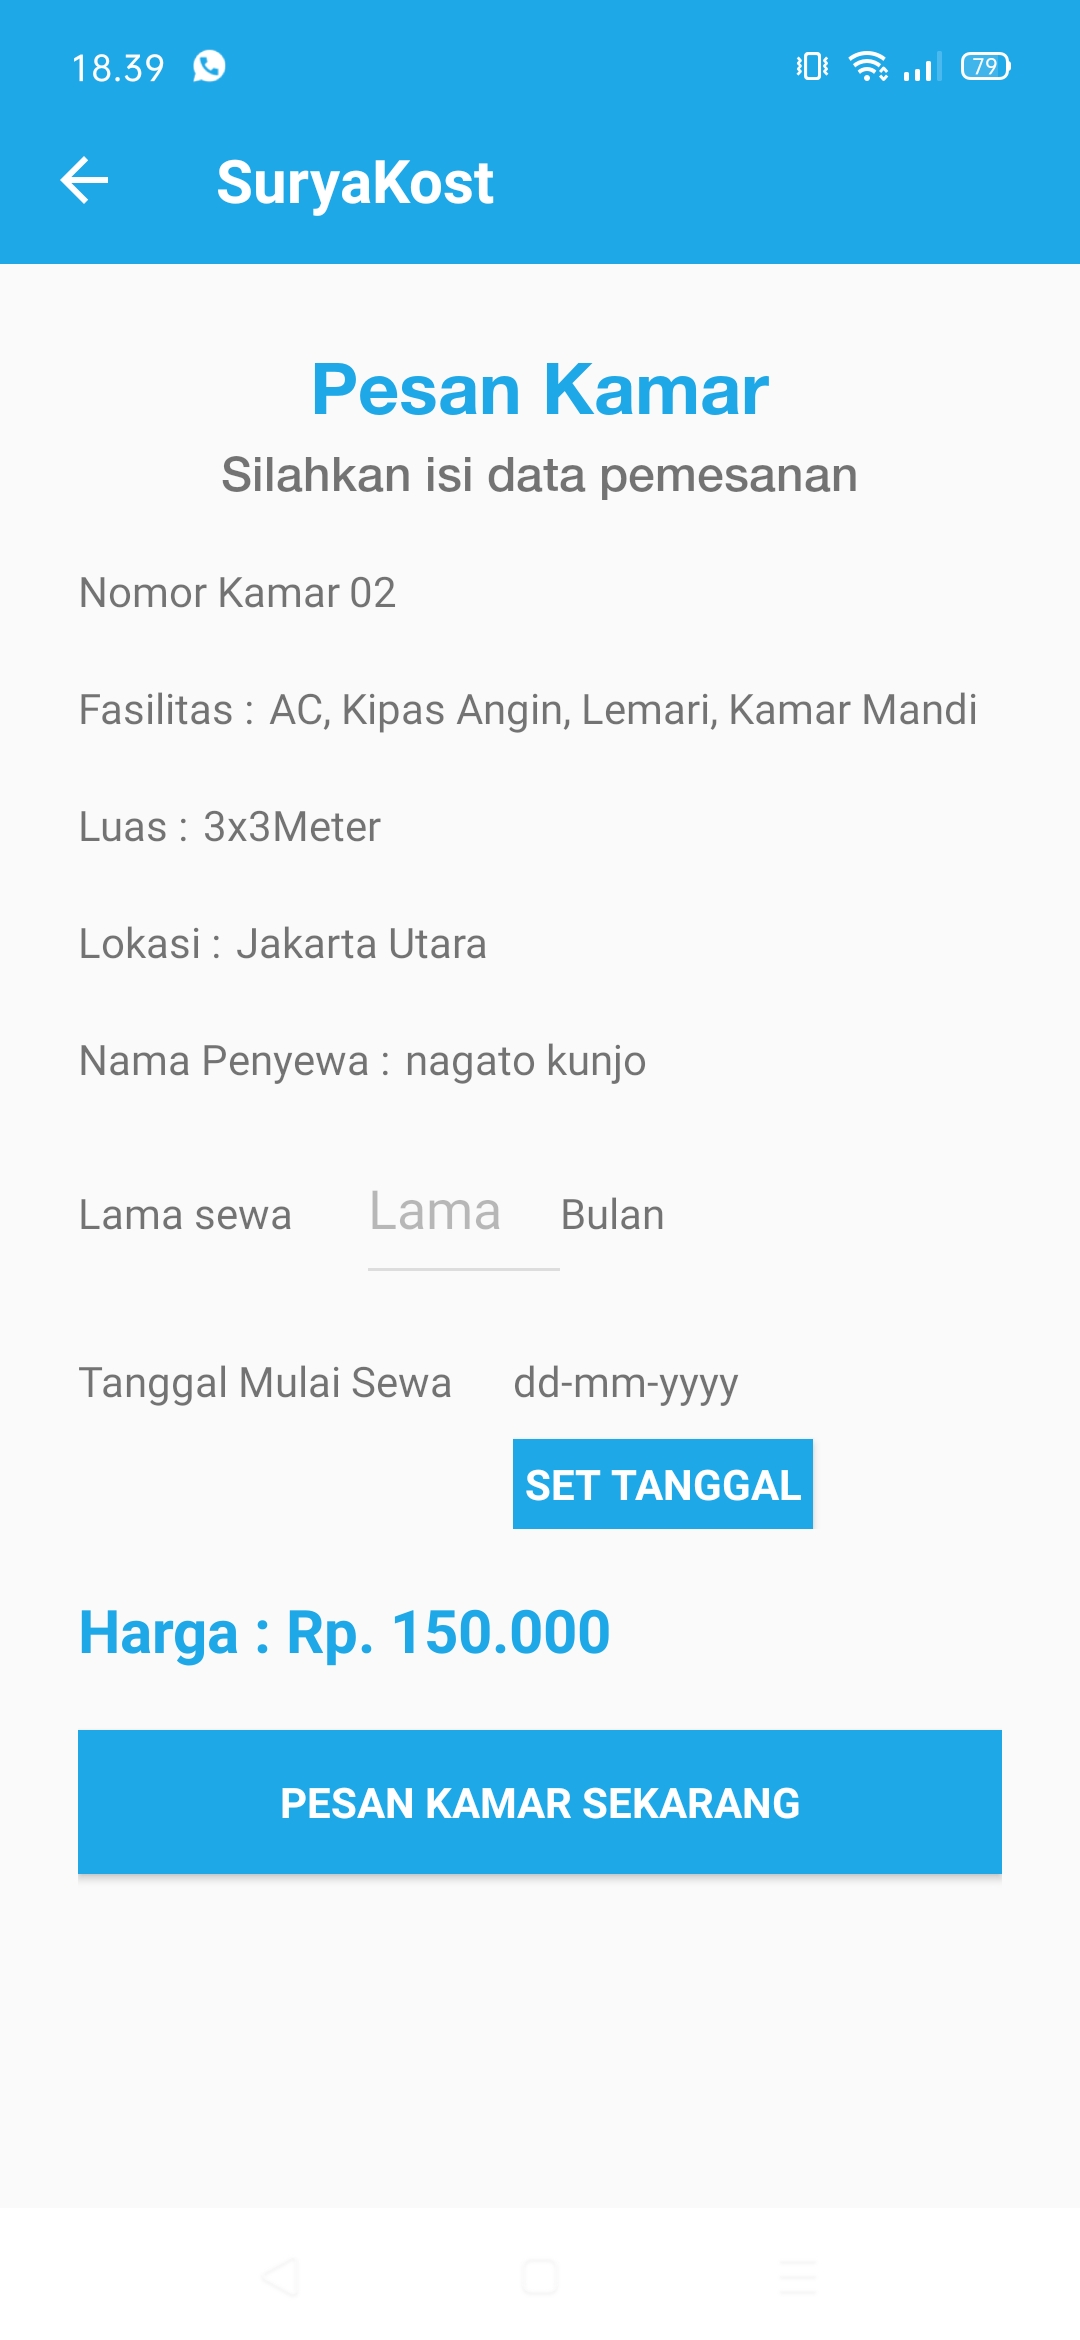 18.39
79
SuryaKost
Pesan Kamar
Silahkan isi data pemesanan
Nomor Kamar 02
Fasilitas : AC, Kipas Angin, Lemari, Kamar Mandi
Luas : 3x3Meter
Lokasi : Jakarta Utara
Nama Penyewa : nagato kunjo
Lama sewa Lama Bulan
Tanggal Mulai Sewa dd-mm-yyyy
SET TANGGAL
Harga : Rp. 150.000
PESAN KAMAR SEKARANG